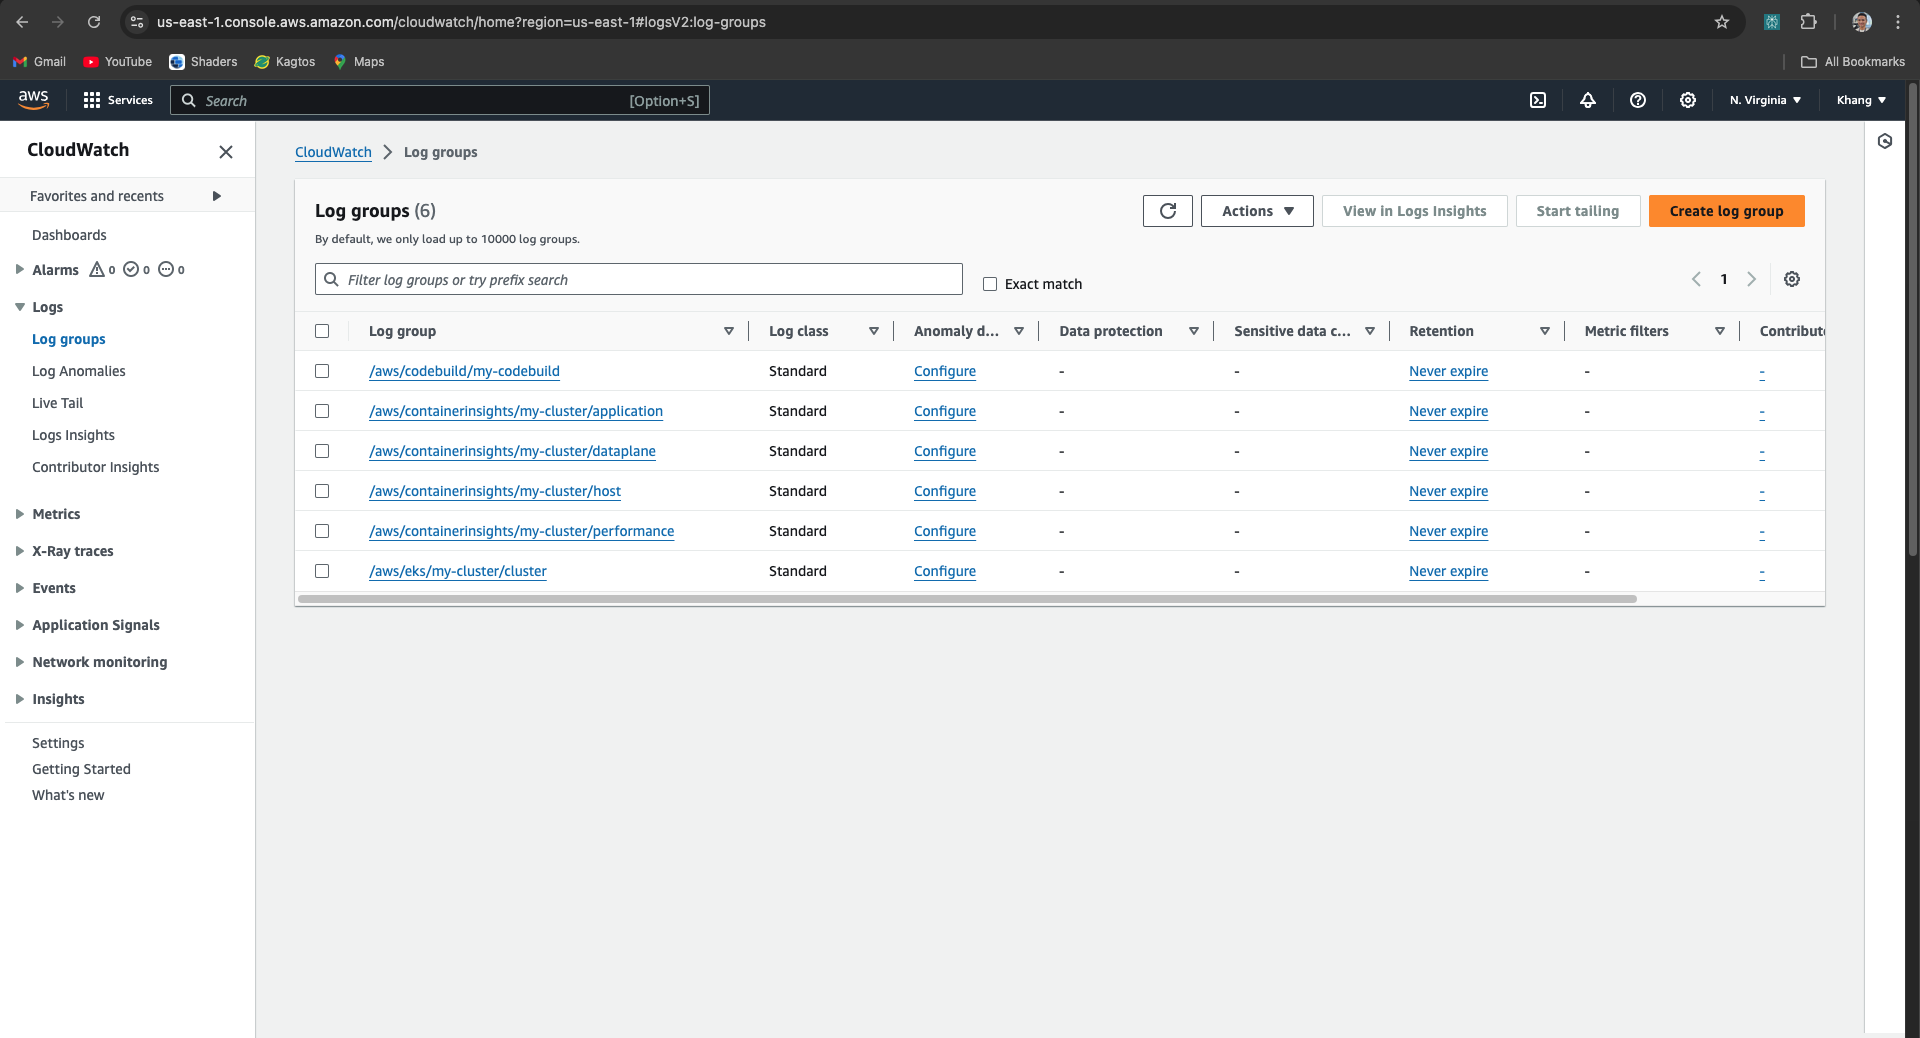 us-east-1.console.aws.amazon.com/cloudwatch/home?region=us-east-1#logsV2:log-groups
Gmail YouTube Shaders Kagtos Maps All Bookmarks
aws Services Search [Option+S] N. Virginia Khang
CloudWatch
Favorites and recents
Dashboards
Alarms 0 0 0
Logs
Log groups
Log Anomalies
Live Tail
Logs Insights
Contributor Insights
Metrics
X-Ray traces
Events
Application Signals
Network monitoring
Insights
Settings
Getting Started
What's new
CloudWatch Log groups
Log groups (6)
By default, we only load up to 10000 log groups.
Actions View in Logs Insights Start tailing Create log group
Filter log groups or try prefix search Exact match 1
Log group Log class Anomaly d... Data protection Sensitive data c... Retention Metric filters Contribut
/aws/codebuild/my-codebuild Standard Configure - - Never expire - -
/aws/containerinsights/my-cluster/application Standard Configure - - Never expire - -
/aws/containerinsights/my-cluster/dataplane Standard Configure - - Never expire - -
/aws/containerinsights/my-cluster/host Standard Configure - - Never expire - -
/aws/containerinsights/my-cluster/performance Standard Configure - - Never expire - -
/aws/eks/my-cluster/cluster Standard Configure - - Never expire - -